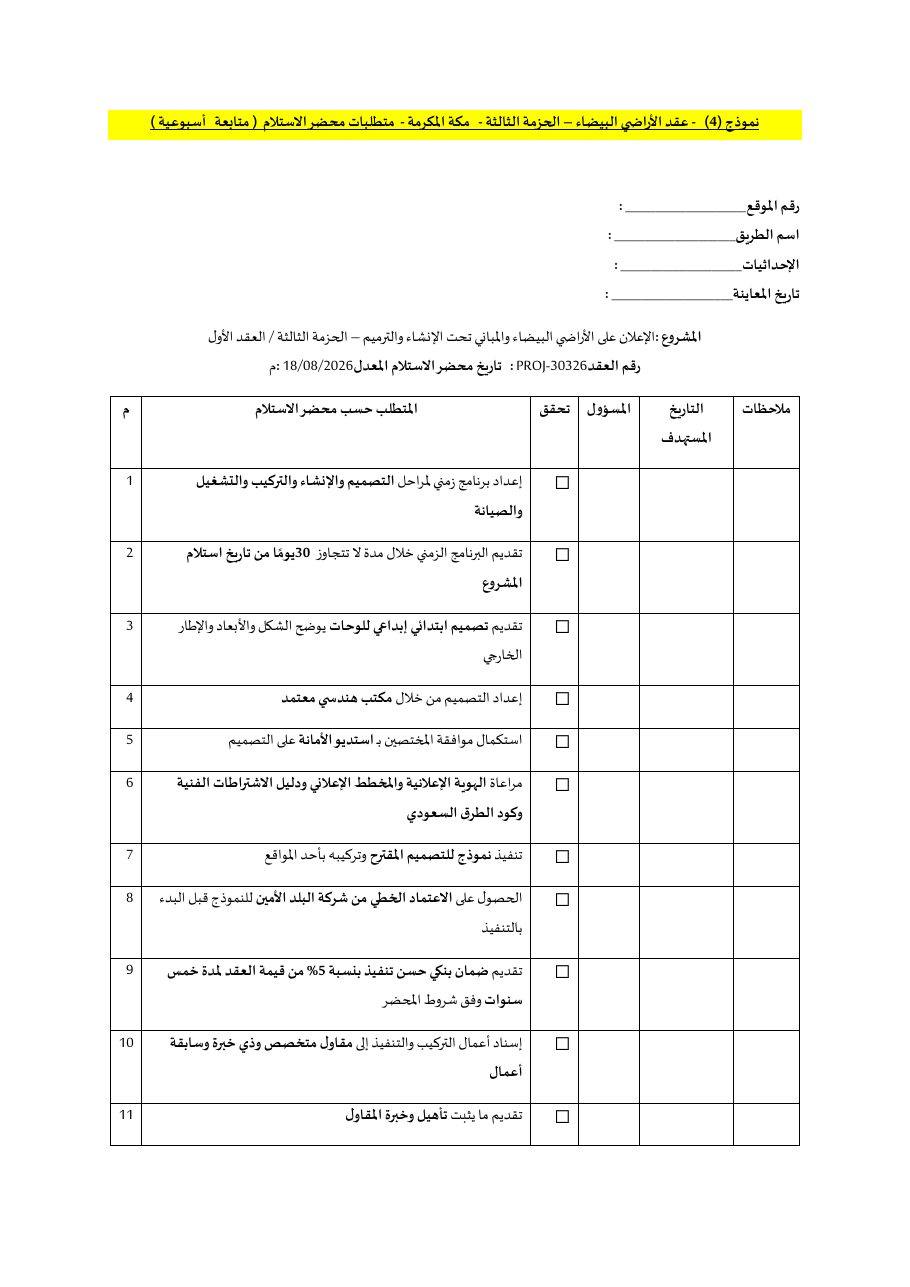 نموذج (4) - عقد الأراضي البيضاء – الحزمة الثالثة - مكة المكرمة - متطلبات محضر الاستلام ( متابعة أسبوعية )
رقم الموقع________________ :
اسم الطريق________________ :
الإحداثيات________________ :
تاريخ المعاينة________________ :
المشروع :الإعلان على الأراضي البيضاء والمباني تحت الإنشاء والترميم – الحزمة الثالثة / العقد الأول
رقم العقدPROJ-30326 : تاريخ محضر الاستلام المعدل18/08/2026 :م
م المتطلب حسب محضر الاستلام تحقق المسؤول التاريخ المستهدف ملاحظات
1 إعداد برنامج زمني لمراحل التصميم والإنشاء والتركيب والتشغيل
والصيانة ☐
2 تقديم البرنامج الزمني خلال مدة لا تتجاوز 30يومًا من تاريخ استلام
المشروع ☐
3 تقديم تصميم ابتدائي إبداعي للوحات يوضح الشكل والأبعاد والإطار
الخارجي ☐
4 إعداد التصميم من خلال مكتب هندسي معتمد ☐
5 استكمال موافقة المختصين بـ استديو الأمانة على التصميم ☐
6 مراعاة الهوية الإعلانية والمخطط الإعلاني ودليل الاشتراطات الفنية
وكود الطرق السعودي ☐
7 تنفيذ نموذج للتصميم المقترح وتركيبه بأحد المواقع ☐
8 الحصول على الاعتماد الخطي من شركة البلد الأمين للنموذج قبل البدء
بالتنفيذ ☐
9 تقديم ضمان بنكي حسن تنفيذ بنسبة 5% من قيمة العقد لمدة خمس
سنوات وفق شروط المحضر ☐
10 إسناد أعمال التركيب والتنفيذ إلى مقاول متخصص وذي خبرة وسابقة
أعمال ☐
11 تقديم ما يثبت تأهيل وخبرة المقاول ☐